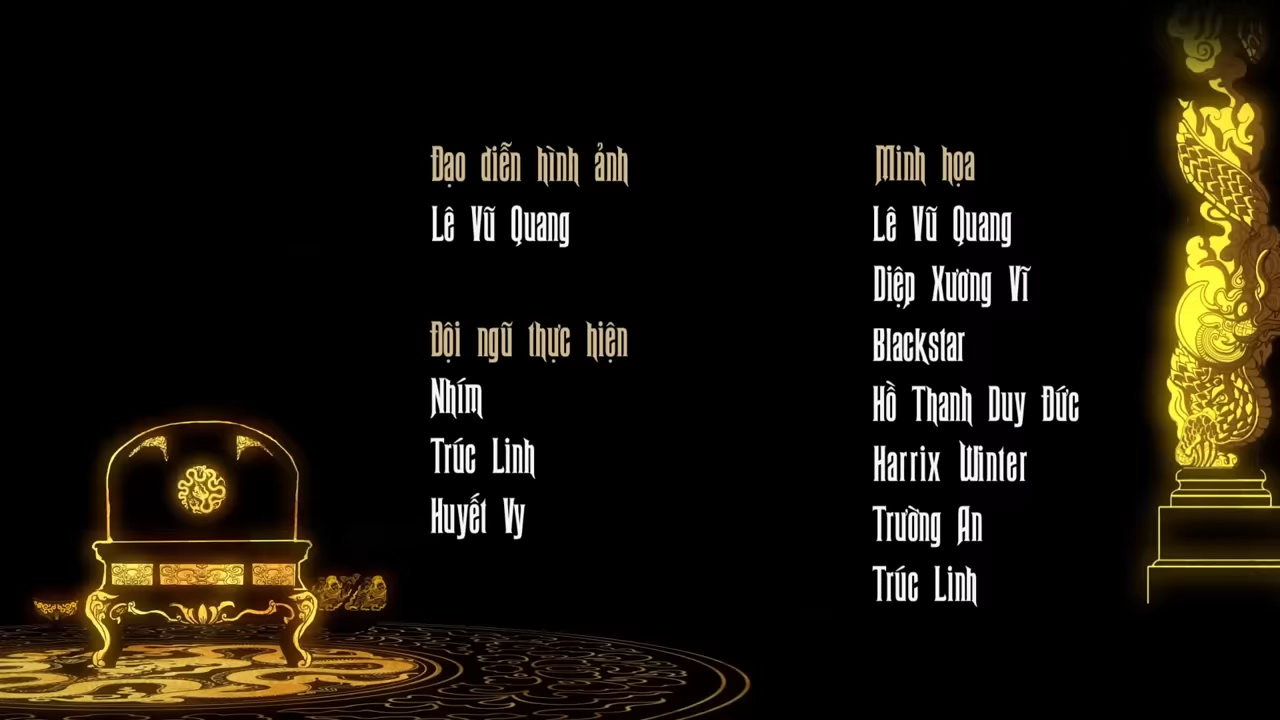 Đạo diễn hình ảnh
Lê Vũ Quang
Đội ngũ thực hiện
Nhím
Trúc Linh
Huyết Vy
Minh họa
Lê Vũ Quang
Diệp Xương Vĩ
Blackstar
Hồ Thanh Duy Đức
Harrix Winter
Trường An
Trúc Linh